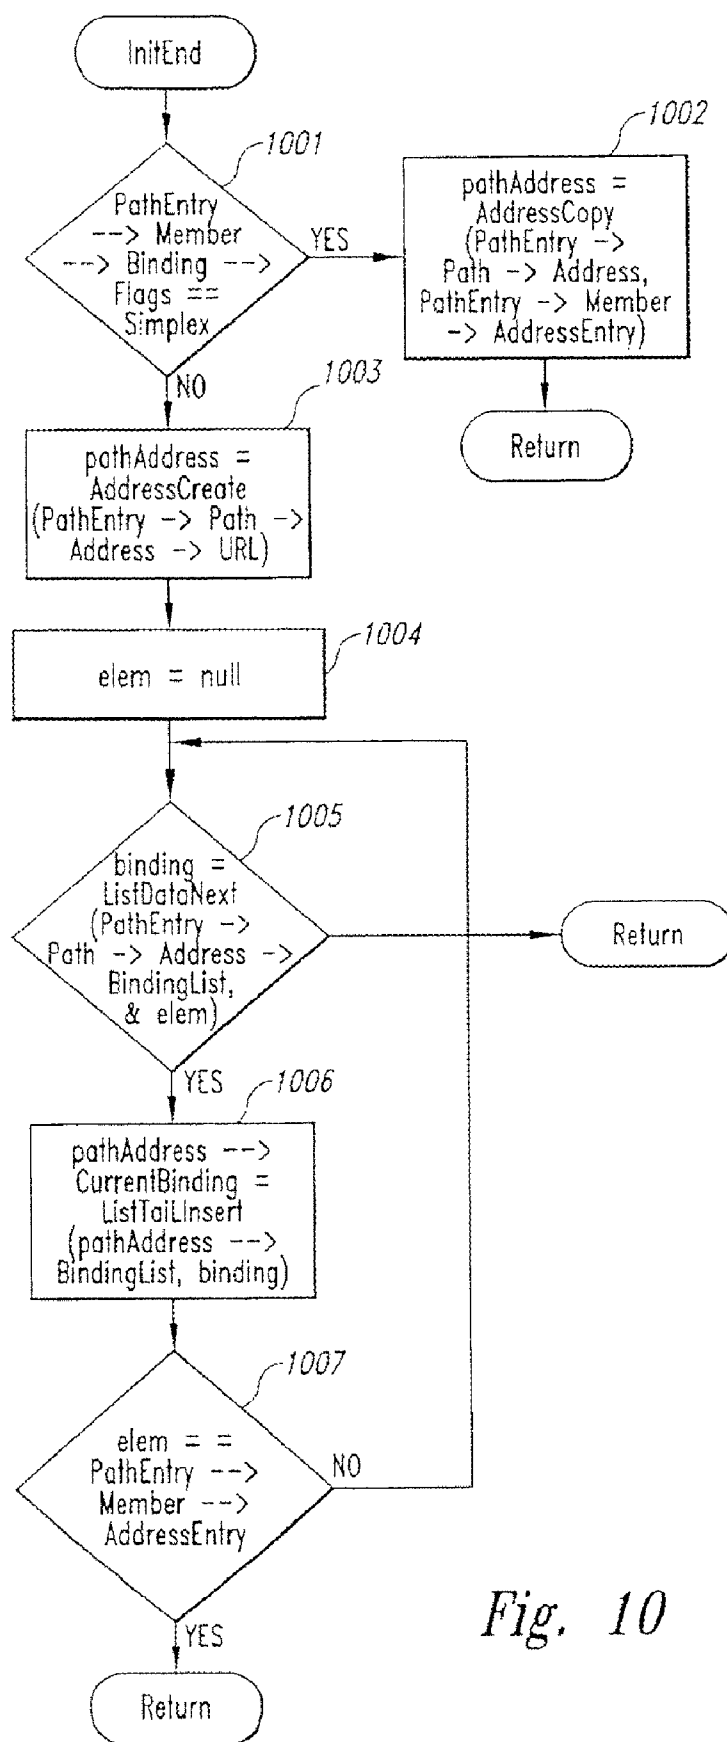 InitEnd
1001
PathEntry
--> Member
--> Binding -->
Flags ==
Simplex
YES
NO
1002
pathAddress =
AddressCopy
(PathEntry ->
Path -> Address,
PathEntry -> Member
-> AddressEntry)
Return
1003
pathAddress =
AddressCreate
(PathEntry -> Path ->
Address -> URL)
1004
elem = null
1005
binding =
ListDataNext
(PathEntry ->
Path -> Address ->
BindingList,
& elem)
Return
YES
1006
pathAddress -->
CurrentBinding =
ListTailInsert
(pathAddress -->
BindingList, binding)
1007
elem = =
PathEntry -->
Member -->
AddressEntry
NO
YES
Return
Fig. 10